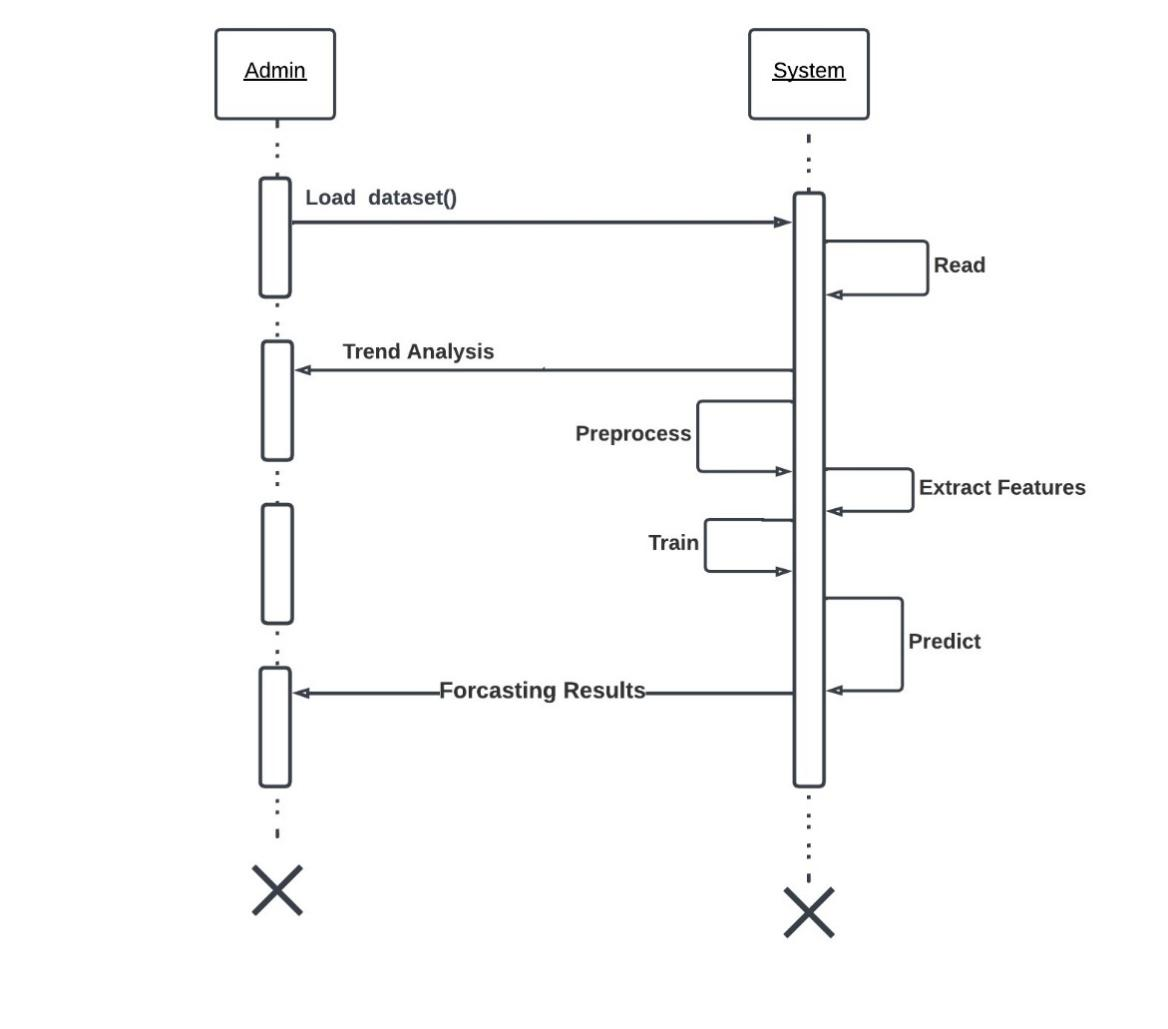 Admin
System
Load  dataset()
Read
Trend Analysis
Preprocess
Extract Features
Train
Predict
Forcasting Results